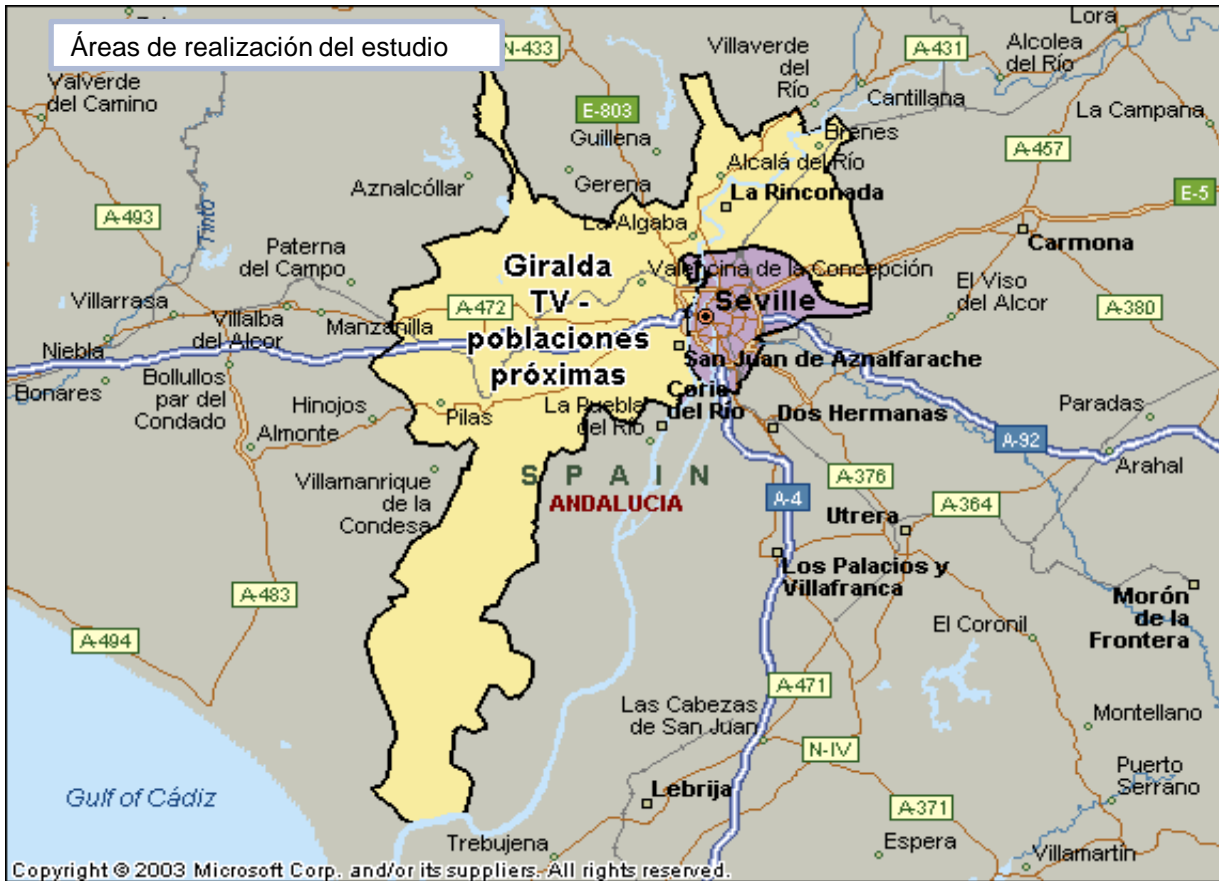 Áreas de realización del estudio
N-433
Villaverde
del
Río
A-431
Lora
Alcolea
del Río
Valverde
del Camino
E-803
Guillena
Cantillana
La Campana
Brenes
A-457
Aznalcóllar
Gerena
Alcalá del Río
La Rinconada
E-5
A-493
Tinto
La Algaba
Carmona
Paterna
del Campo
Giralda
TV -
poblaciones
próximas
Valencina de la Concepción
El Viso
del Alcor
Villarrasa
A-472
Seville
A-380
Villalba
del Alcor
Manzanilla
Niebla
San Juan de Aznalfarache
Bonares
Bollullos
par del
Condado
Hinojos
Pilas
La Puebla
del Río
Coria
del Río
Dos Hermanas
Paradas
Almonte
A-92
Arahal
Villamanrique
de la
Condesa
SPAIN
ANDALUCIA
A-4
A-376
A-364
Utrera
Los Palacios y
Villafranca
A-483
Morón
de la
Frontera
A-494
El Coronil
A-471
Las Cabezas
de San Juan
Montellano
N-IV
Gulf of Cádiz
Lebrija
Puerto
Serrano
A-371
Trebujena
Espera
Villamartin
Copyright © 2003 Microsoft Corp. and/or its suppliers. All rights reserved.